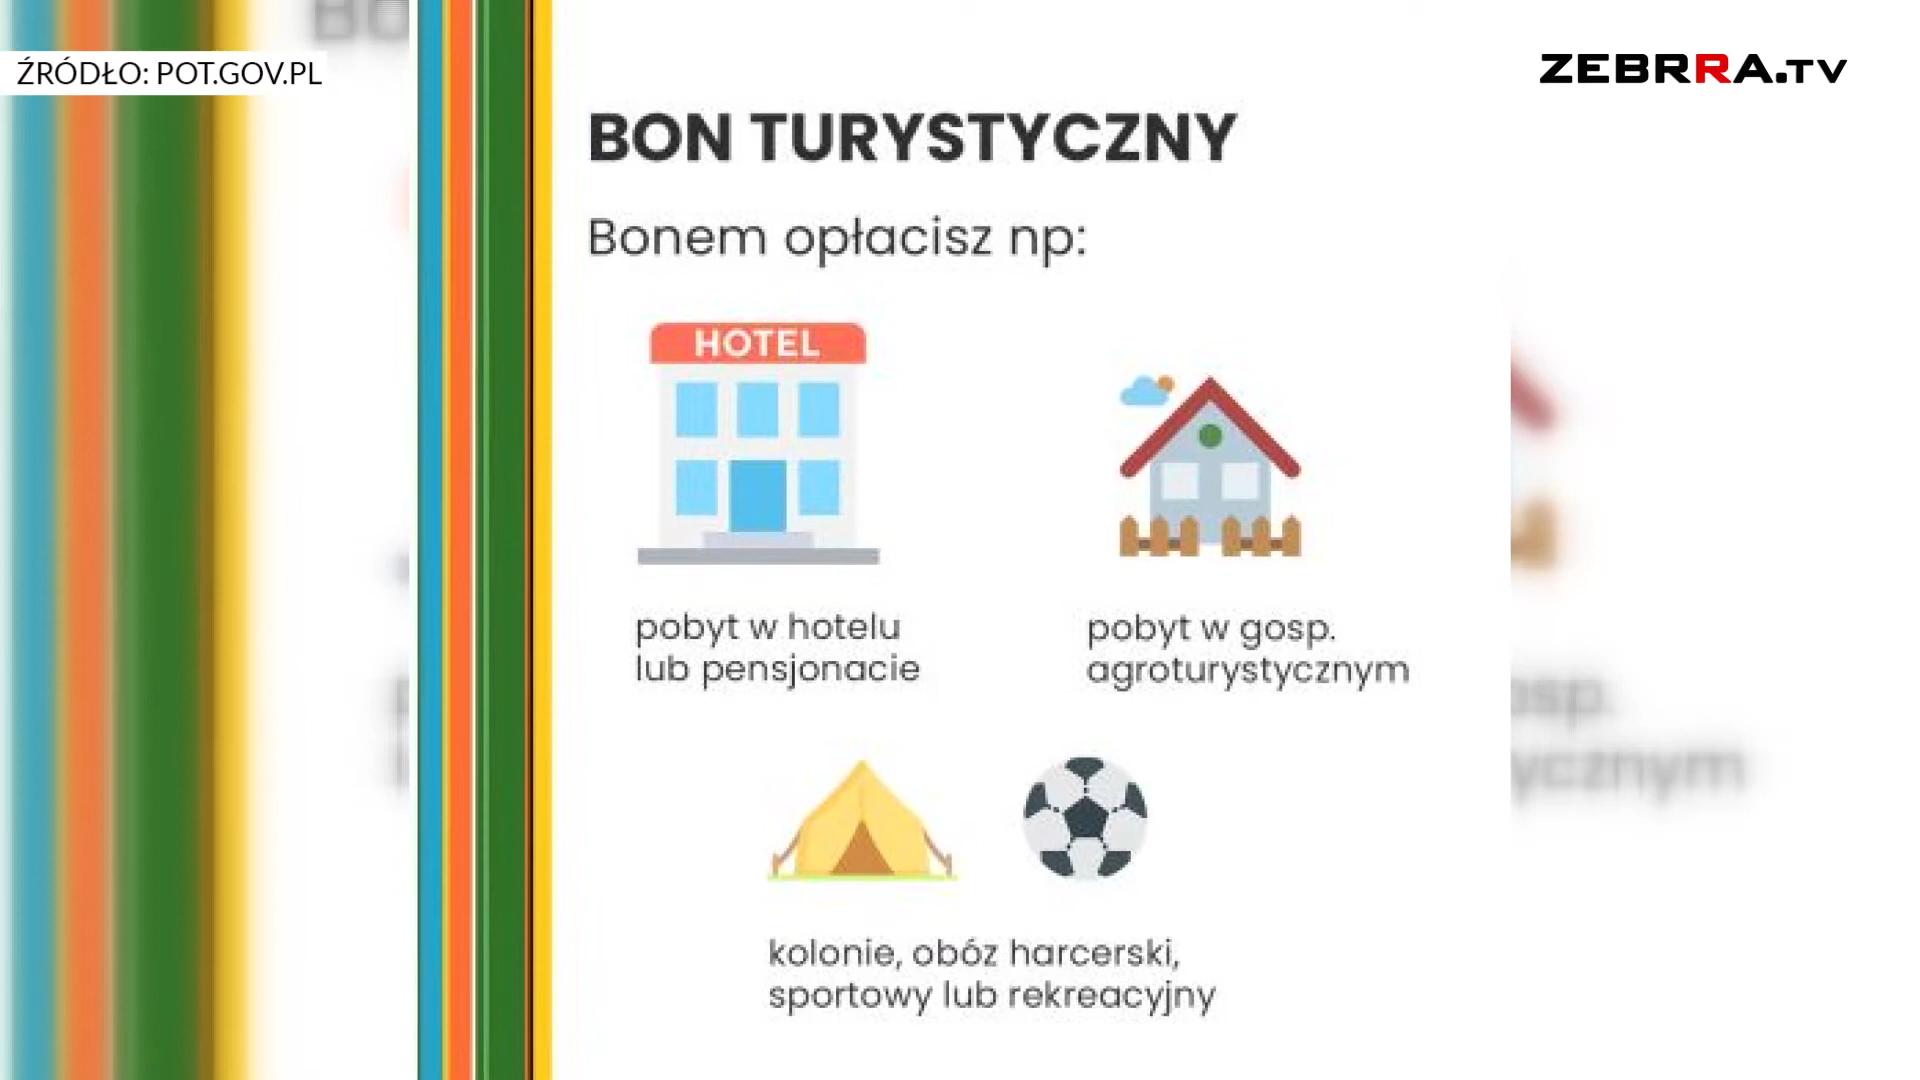 ŹRÓDŁO: POT.GOV.PL
ZEBRRA.TV
BON TURYSTYCZNY
Bonem opłacisz np:
HOTEL
pobyt w hotelu
lub pensjonacie
pobyt w gosp.
agroturystycznym
kolonie, obóz harcerski,
sportowy lub rekreacyjny